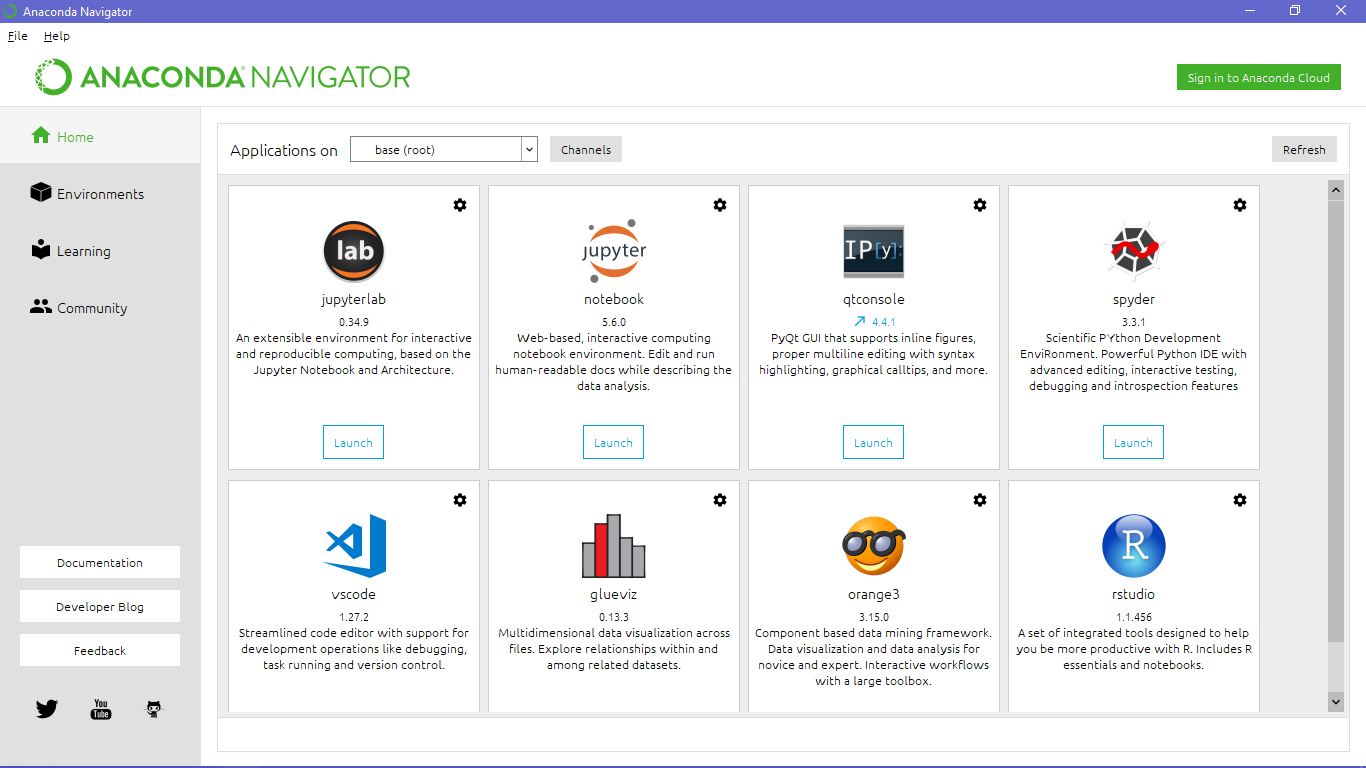 Anaconda Navigator
File Help
ANACONDA NAVIGATOR
Sign in to Anaconda Cloud
Home
Environments
Learning
Community
Documentation
Developer Blog
Feedback
You
Tube
Applications on base (root) Channels Refresh
lab
jupyterlab
0.34.9
An extensible environment for interactive
and reproducible computing, based on the
Jupyter Notebook and Architecture.
Launch
jupyter
notebook
5.6.0
Web-based, interactive computing
notebook environment. Edit and run
human-readable docs while describing the
data analysis.
Launch
IP[y]:
qtconsole
4.4.1
PyQt GUI that supports inline figures,
proper multiline editing with syntax
highlighting, graphical calltips, and more.
Launch
spyder
3.3.1
Scientific PYthon Development
EnviRonment. Powerful Python IDE with
advanced editing, interactive testing,
debugging and introspection features
Launch
vscode
1.27.2
Streamlined code editor with support for
development operations like debugging,
task running and version control.
glueviz
0.13.3
Multidimensional data visualization across
files. Explore relationships within and
among related datasets.
orange3
3.15.0
Component based data mining framework.
Data visualization and data analysis for
novice and expert. Interactive workflows
with a large toolbox.
R
rstudio
1.1.456
A set of integrated tools designed to help
you be more productive with R. Includes R
essentials and notebooks.